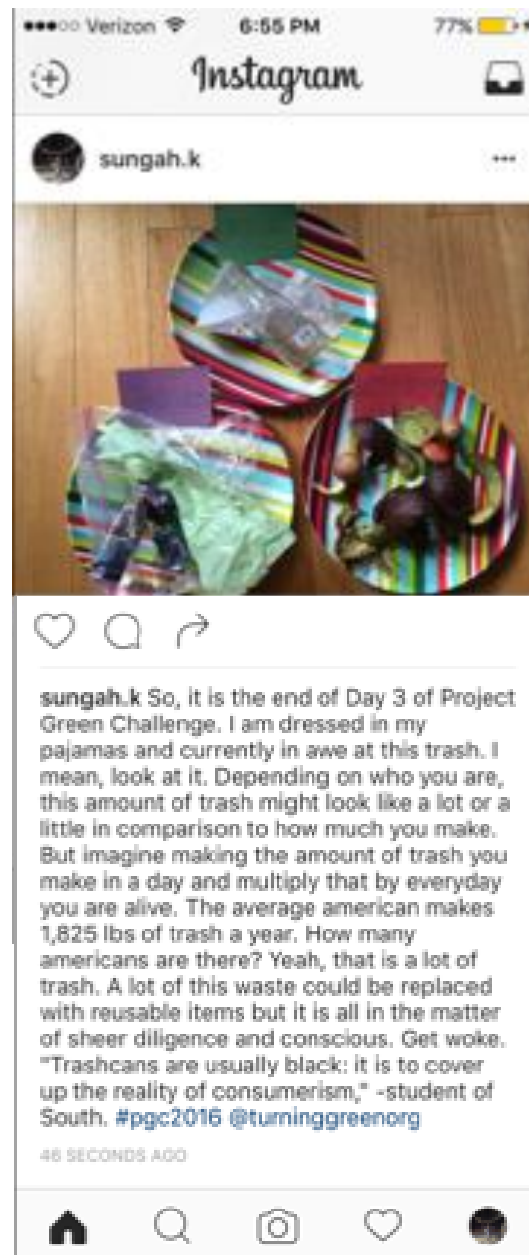 Verizon 6:55 PM 77%
Instagram
sungah.k
sungah.k So, it is the end of Day 3 of Project
Green Challenge. I am dressed in my
pajamas and currently in awe at this trash. I
mean, look at it. Depending on who you are,
this amount of trash might look like a lot or a
little in comparison to how much you make.
But imagine making the amount of trash you
make in a day and multiply that by everyday
you are alive. The average american makes
1,825 lbs of trash a year. How many
americans are there? Yeah, that is a lot of
trash. A lot of this waste could be replaced
with reusable items but it is all in the matter
of sheer diligence and conscious. Get woke.
"Trashcans are usually black: it is to cover
up the reality of consumerism," -student of
South. #pgc2016 @turninggreenorg
46 SECONDS AGO